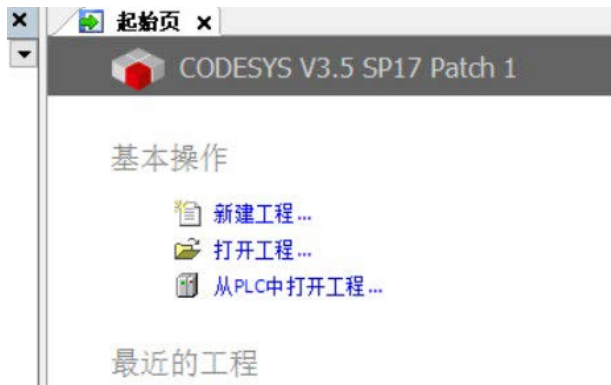 起始页
CODESYS V3.5 SP17 Patch 1
基本操作
新建工程...
打开工程...
从PLC中打开工程...
最近的工程